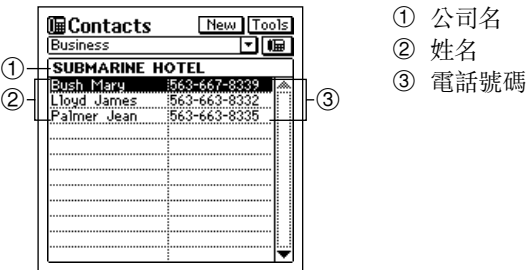 Contacts New Tools
Business
① SUBMARINE HOTEL
② Bush Mary 563-667-8339
Lloyd James 563-663-8332 ③
Palmer Jean 563-663-8335
① 公司名
② 姓名
③ 電話號碼